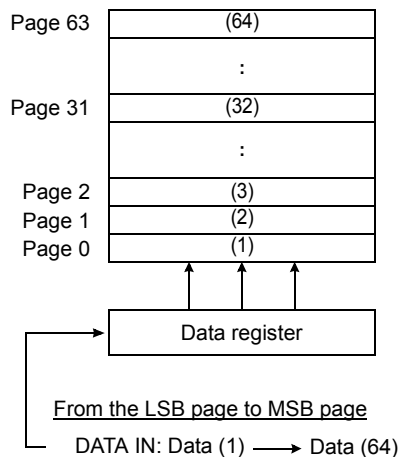 Page 63 (64)
:
Page 31 (32)
:
Page 2 (3)
Page 1 (2)
Page 0 (1)
Data register
From the LSB page to MSB page
DATA IN: Data (1) Data (64)